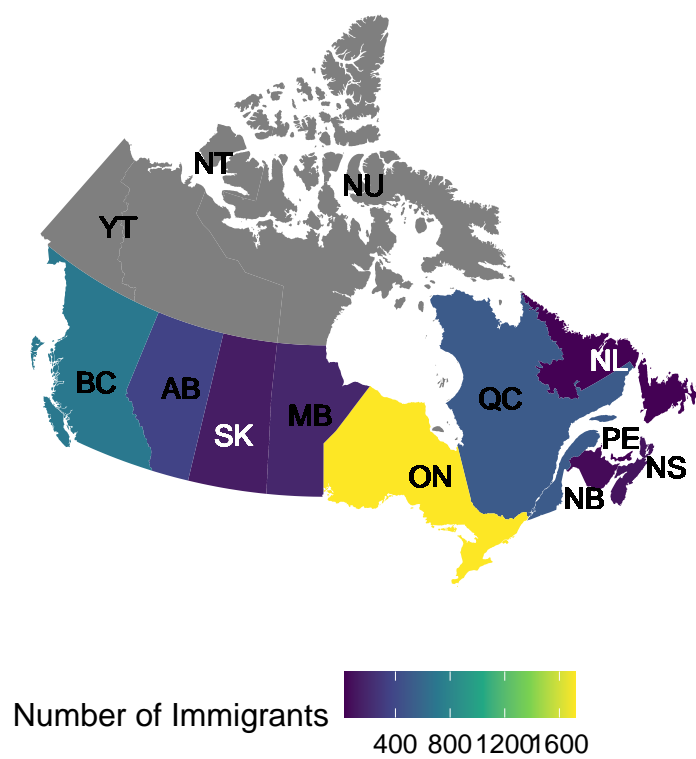 NT
NU
YT
NL
BC
AB
QC
MB
SK
PE
NS
ON
NB
Number of Immigrants
400 800 1200 1600